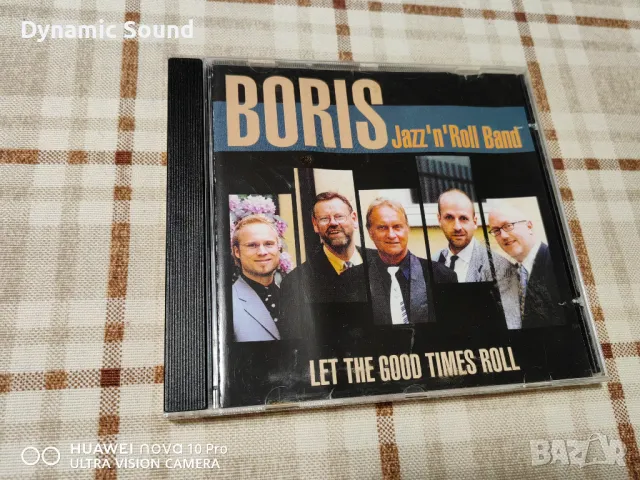 Dynamic Sound
BORIS
Jazz'n'Roll Band
LET THE GOOD TIMES ROLL
HUAWEI nova 10 Pro
ULTRA VISION CAMERA
BAZAR